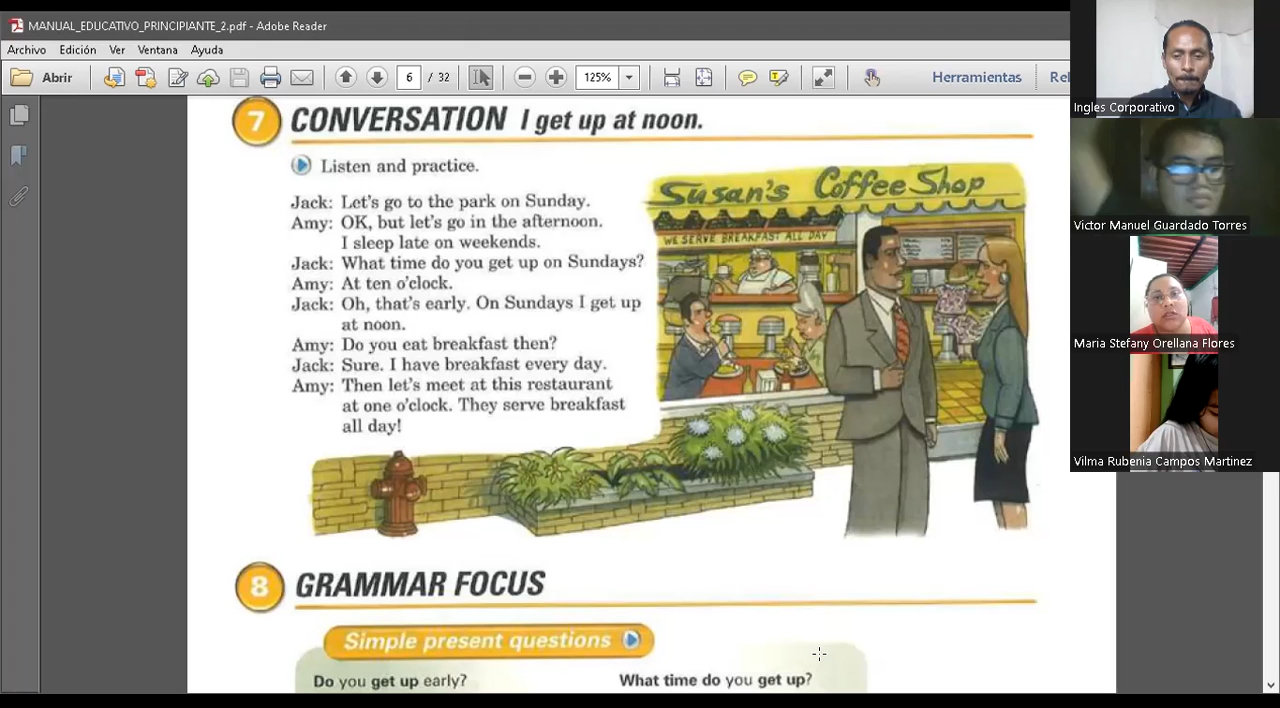 MANUAL_EDUCATIVO_PRINCIPIANTE_2.pdf - Adobe Reader
Archivo Edición Ver Ventana Ayuda
Abrir 6 / 32 125% Herramientas
Ingles Corporativo
Victor Manuel Guardado Torres
Maria Stefany Orellana Flores
Vilma Rubenia Campos Martinez
7 CONVERSATION I get up at noon.
Listen and practice.
Jack: Let's go to the park on Sunday.
Amy: OK, but let's go in the afternoon.
I sleep late on weekends.
Jack: What time do you get up on Sundays?
Amy: At ten o'clock.
Jack: Oh, that's early. On Sundays I get up
at noon.
Amy: Do you eat breakfast then?
Jack: Sure. I have breakfast every day.
Amy: Then let's meet at this restaurant
at one o'clock. They serve breakfast
all day!
Susan's Coffee Shop
WE SERVE BREAKFAST ALL DAY
8 GRAMMAR FOCUS
Simple present questions
Do you get up early? What time do you get up?